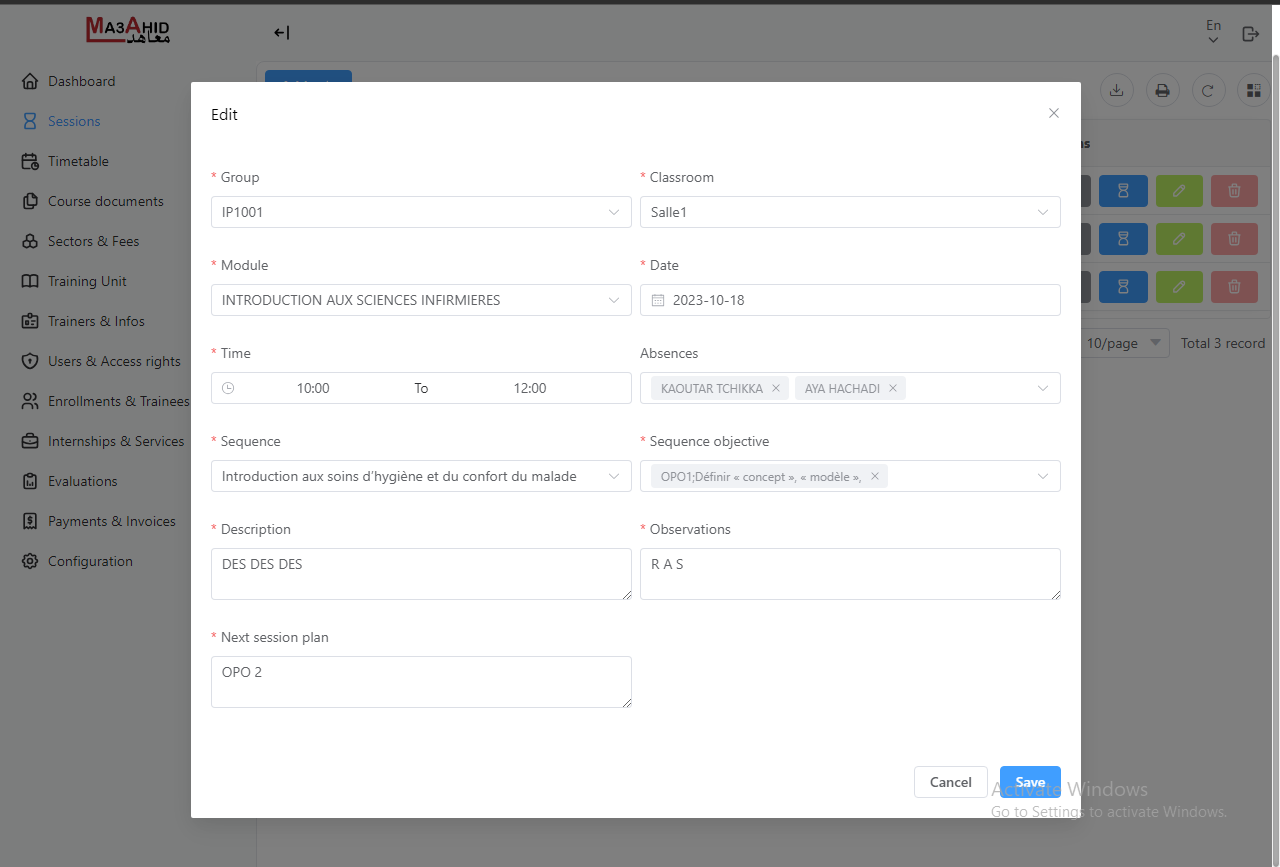 MA3AHID
معاهد
En
Dashboard
Sessions
Timetable
Course documents
Sectors & Fees
Training Unit
Trainers & Infos
Users & Access rights
Enrollments & Trainees
Internships & Services
Evaluations
Payments & Invoices
Configuration
Edit
* Group
* Classroom
IP1001
Salle1
* Module
* Date
INTRODUCTION AUX SCIENCES INFIRMIERES
2023-10-18
* Time
Absences
10:00 To 12:00
KAOUTAR TCHIKKA
AYA HACHADI
* Sequence
* Sequence objective
Introduction aux soins d'hygiène et du confort du malade
OPO1;Définir « concept », « modèle »,
* Description
* Observations
DES DES DES
R A S
* Next session plan
OPO 2
Cancel
Save
10/page
Total 3 record
Activate Windows
Go to Settings to activate Windows.